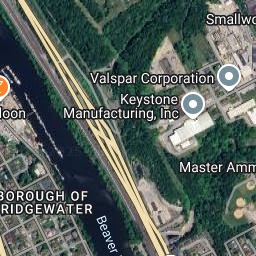 Smallwo
Valspar Corporation
Keystone
Manufacturing, Inc
loon
Master Amm
BOROUGH OF
RIDGEWATER
Beaver